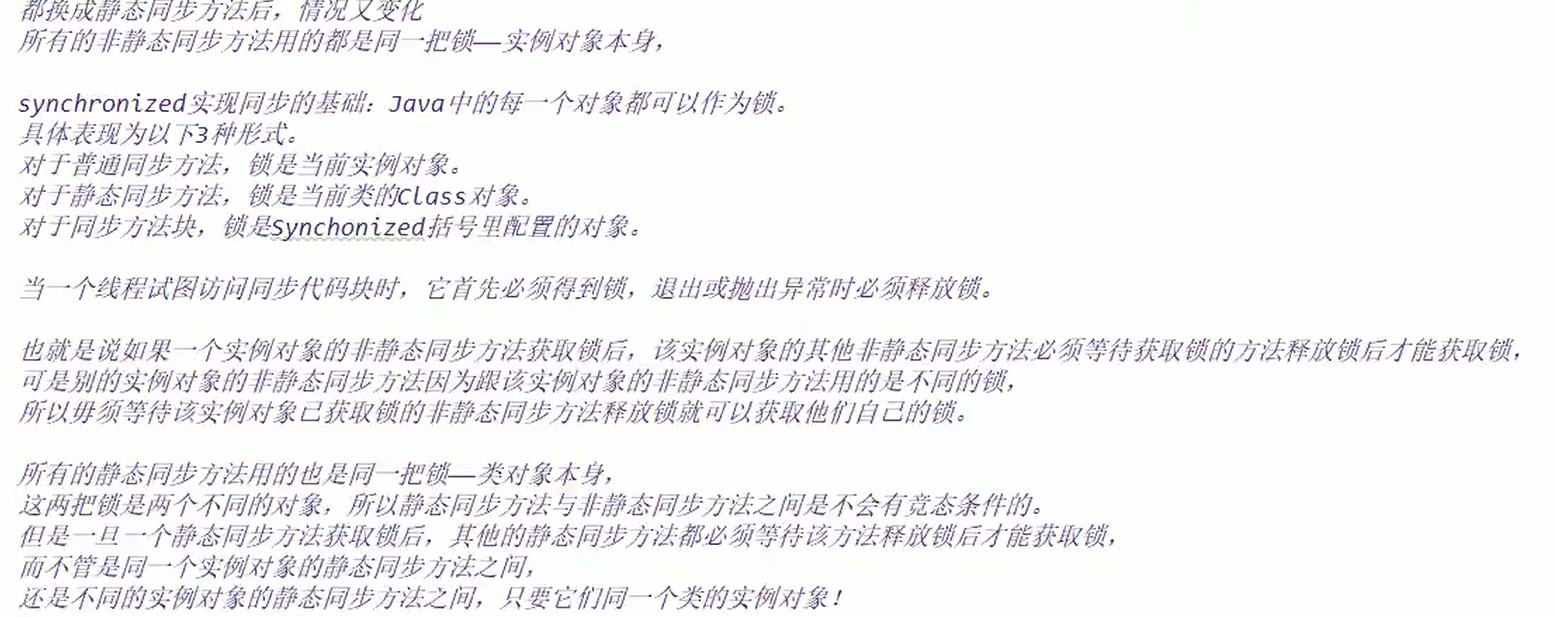 都换成静态同步方法后，情况又变化
所有的非静态同步方法用的都是同一把锁——实例对象本身，
synchronized实现同步的基础：Java中的每一个对象都可以作为锁。
具体表现为以下3种形式。
对于普通同步方法，锁是当前实例对象。
对于静态同步方法，锁是当前类的Class对象。
对于同步方法块，锁是Synchonized括号里配置的对象。
当一个线程试图访问同步代码块时，它首先必须得到锁，退出或抛出异常时必须释放锁。
也就是说如果一个实例对象的非静态同步方法获取锁后，该实例对象的其他非静态同步方法必须等待获取锁的方法释放锁后才能获取锁，
可是别的实例对象的非静态同步方法因为跟该实例对象的非静态同步方法用的是不同的锁，
所以毋须等待该实例对象已获取锁的非静态同步方法释放锁就可以获取他们自己的锁。
所有的静态同步方法用的也是同一把锁——类对象本身，
这两把锁是两个不同的对象，所以静态同步方法与非静态同步方法之间是不会有竞态条件的。
但是一旦一个静态同步方法获取锁后，其他的静态同步方法都必须等待该方法释放锁后才能获取锁，
而不管是同一个实例对象的静态同步方法之间，
还是不同的实例对象的静态同步方法之间，只要它们同一个类的实例对象！